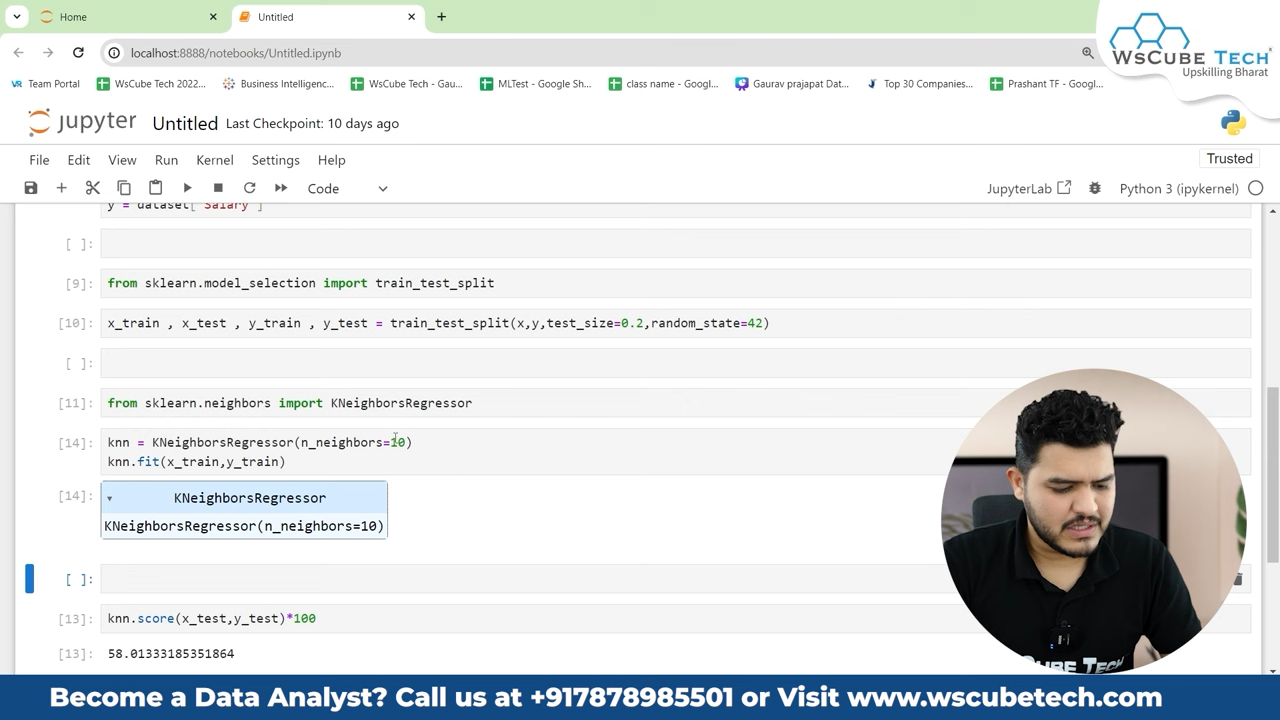 Home
Untitled
localhost:8888/notebooks/Untitled.ipynb
WsCube Tech
Upskilling Bharat
VR Team Portal
WsCube Tech 2022...
Business Intelligenc...
WsCube Tech - Gau...
MLTest - Google Sh...
class name - Googl...
Gaurav prajapat Dat...
Top 30 Companies...
Prashant TF - Googl...
jupyter Untitled Last Checkpoint: 10 days ago
File Edit View Run Kernel Settings Help
Trusted
Code
JupyterLab
Python 3 (ipykernel)
y = dataset['Salary']
[ ]:
[9]: from sklearn.model_selection import train_test_split
[10]: x_train , x_test , y_train , y_test = train_test_split(x,y,test_size=0.2,random_state=42)
[ ]:
[11]: from sklearn.neighbors import KNeighborsRegressor
[14]: knn = KNeighborsRegressor(n_neighbors=10)
knn.fit(x_train,y_train)
[14]: KNeighborsRegressor
KNeighborsRegressor(n_neighbors=10)
[ ]:
[13]: knn.score(x_test,y_test)*100
[13]: 58.01333185351864
Become a Data Analyst? Call us at +917878985501 or Visit www.wscubetech.com